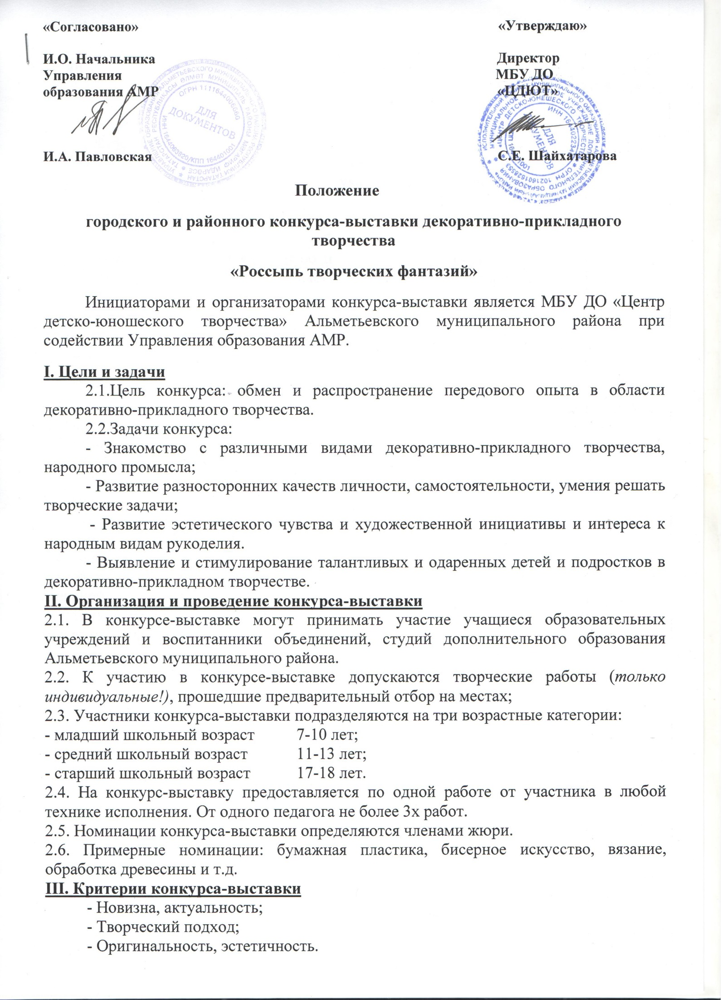 «Согласовано»
И.О. Начальника
Управления
образования АМР
И.А. Павловская
«Утверждаю»
Директор
МБУ ДО
«ЦДЮТ»
С.Е. Шайхатарова
ОГРН 1111644006660
ДЛЯ
ДОКУМЕНТОВ
Положение
городского и районного конкурса-выставки декоративно-прикладного
творчества
«Россыпь творческих фантазий»
Инициаторами и организаторами конкурса-выставки является МБУ ДО «Центр
детско-юношеского творчества» Альметьевского муниципального района при
содействии Управления образования АМР.
I. Цели и задачи
2.1.Цель конкурса: обмен и распространение передового опыта в области
декоративно-прикладного творчества.
2.2.Задачи конкурса:
- Знакомство с различными видами декоративно-прикладного творчества,
народного промысла;
- Развитие разносторонних качеств личности, самостоятельности, умения решать
творческие задачи;
- Развитие эстетического чувства и художественной инициативы и интереса к
народным видам рукоделия.
- Выявление и стимулирование талантливых и одаренных детей и подростков в
декоративно-прикладном творчестве.
II. Организация и проведение конкурса-выставки
2.1. В конкурсе-выставке могут принимать участие учащиеся образовательных
учреждений и воспитанники объединений, студий дополнительного образования
Альметьевского муниципального района.
2.2. К участию в конкурсе-выставке допускаются творческие работы (только
индивидуальные!), прошедшие предварительный отбор на местах;
2.3. Участники конкурса-выставки подразделяются на три возрастные категории:
- младший школьный возраст 7-10 лет;
- средний школьный возраст 11-13 лет;
- старший школьный возраст 17-18 лет.
2.4. На конкурс-выставку предоставляется по одной работе от участника в любой
технике исполнения. От одного педагога не более 3х работ.
2.5. Номинации конкурса-выставки определяются членами жюри.
2.6. Примерные номинации: бумажная пластика, бисерное искусство, вязание,
обработка древесины и т.д.
III. Критерии конкурса-выставки
- Новизна, актуальность;
- Творческий подход;
- Оригинальность, эстетичность.